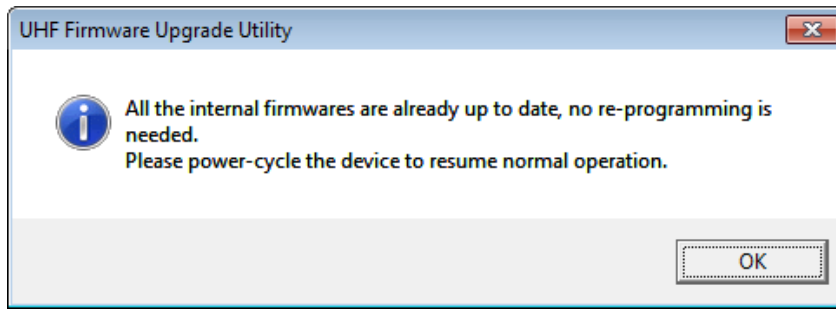 UHF Firmware Upgrade Utility
All the internal firmwares are already up to date, no re-programming is
needed.
Please power-cycle the device to resume normal operation.
OK